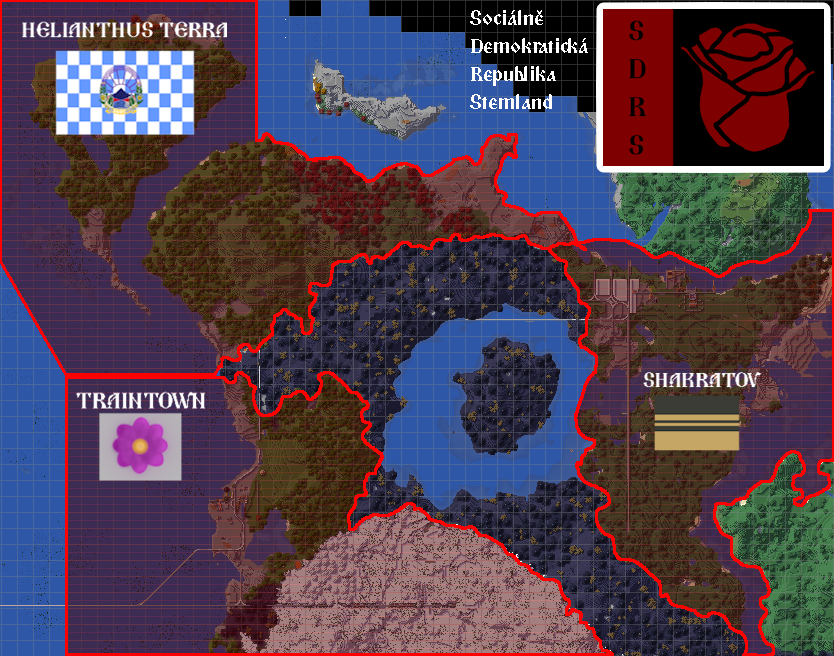 HELIANTHUS TERRA
Sociálně
Demokratická
Republika
Stemland
S
D
R
S
TRAINTOWN
SHAKRATOV